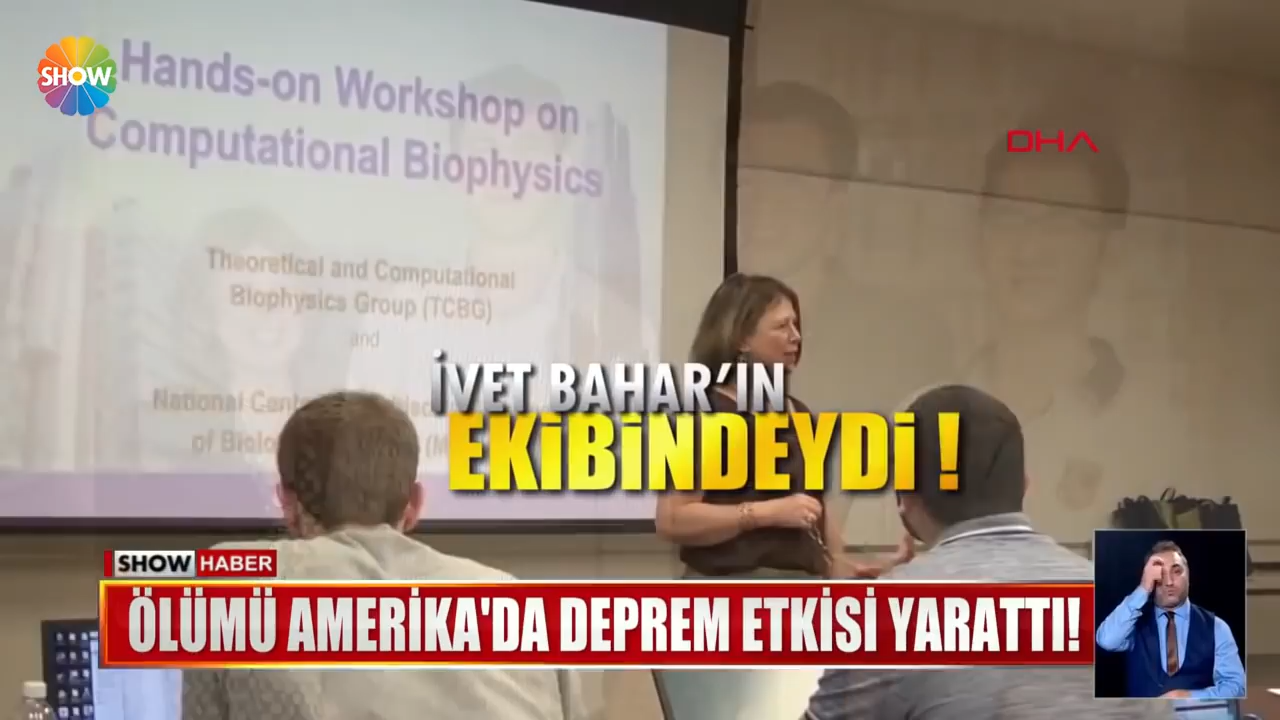 SHOW
Hands-on Workshop on
Computational Biophysics
DHA
Theoretical and Computational
Biophysics Group (TCBG)
and
National
İVET BAHAR'IN
EKİBİNDEYDİ !
SHOW HABER
ÖLÜMÜ AMERİKA'DA DEPREM ETKİSİ YARATTI!